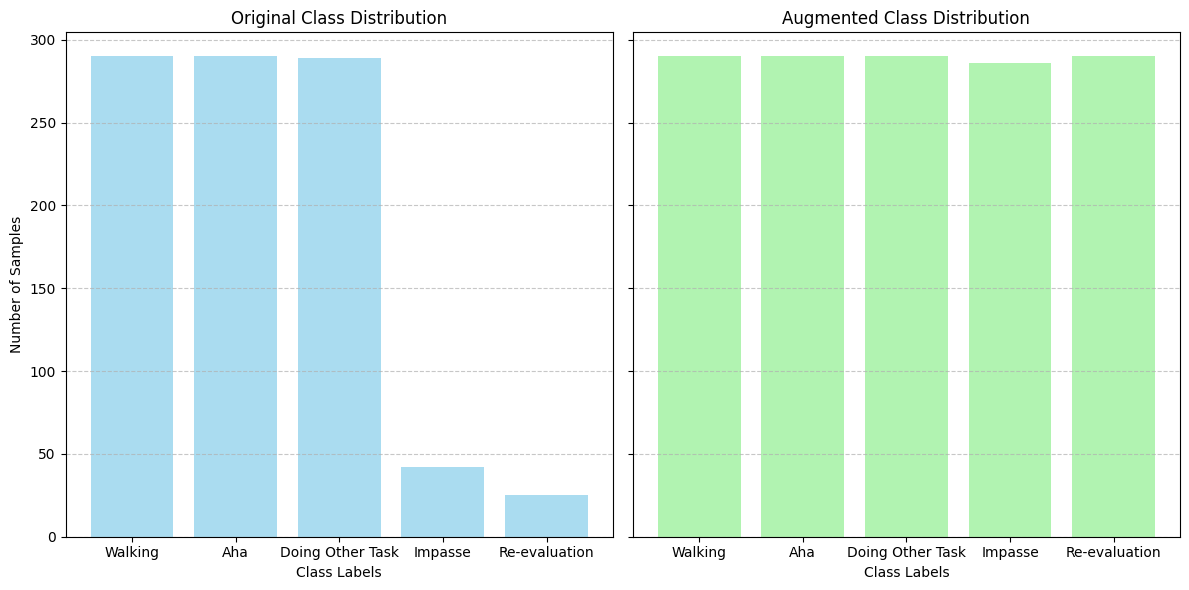 Original Class Distribution
Augmented Class Distribution
Number of Samples
300
250
200
150
100
50
0
Walking
Aha
Doing Other Task
Impasse
Re-evaluation
Class Labels
Walking
Aha
Doing Other Task
Impasse
Re-evaluation
Class Labels